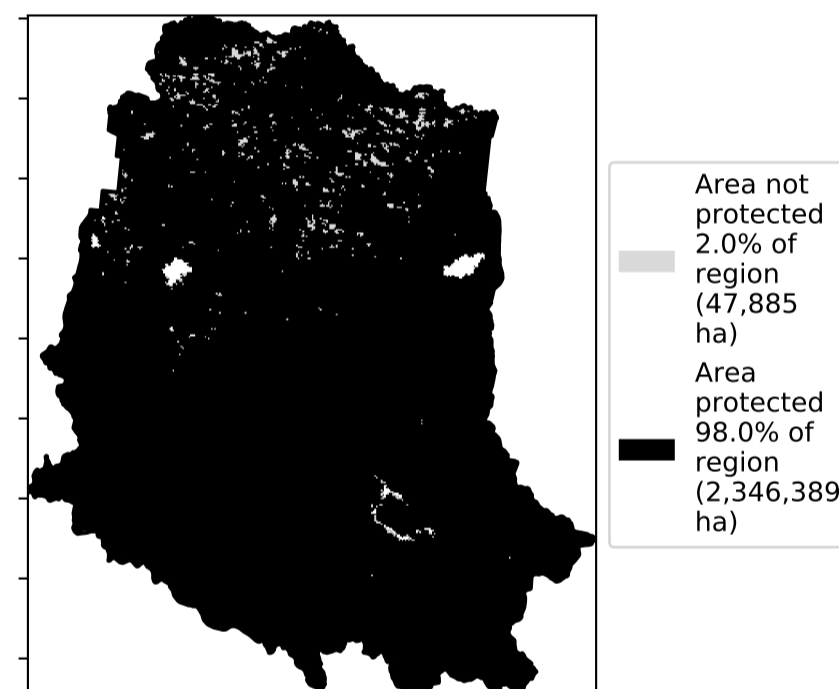 Area not
protected
2.0% of
region
(47,885
ha)
Area
protected
98.0% of
region
(2,346,389
ha)